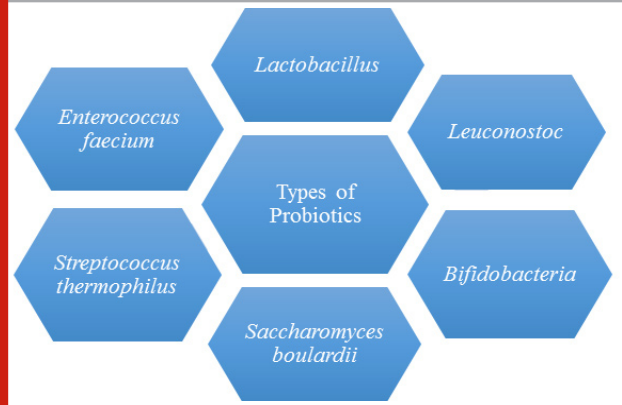 Lactobacillus
Enterococcus
faecium
Leuconostoc
Types of
Probiotics
Streptococcus
thermophilus
Bifidobacteria
Saccharomyces
boulardii